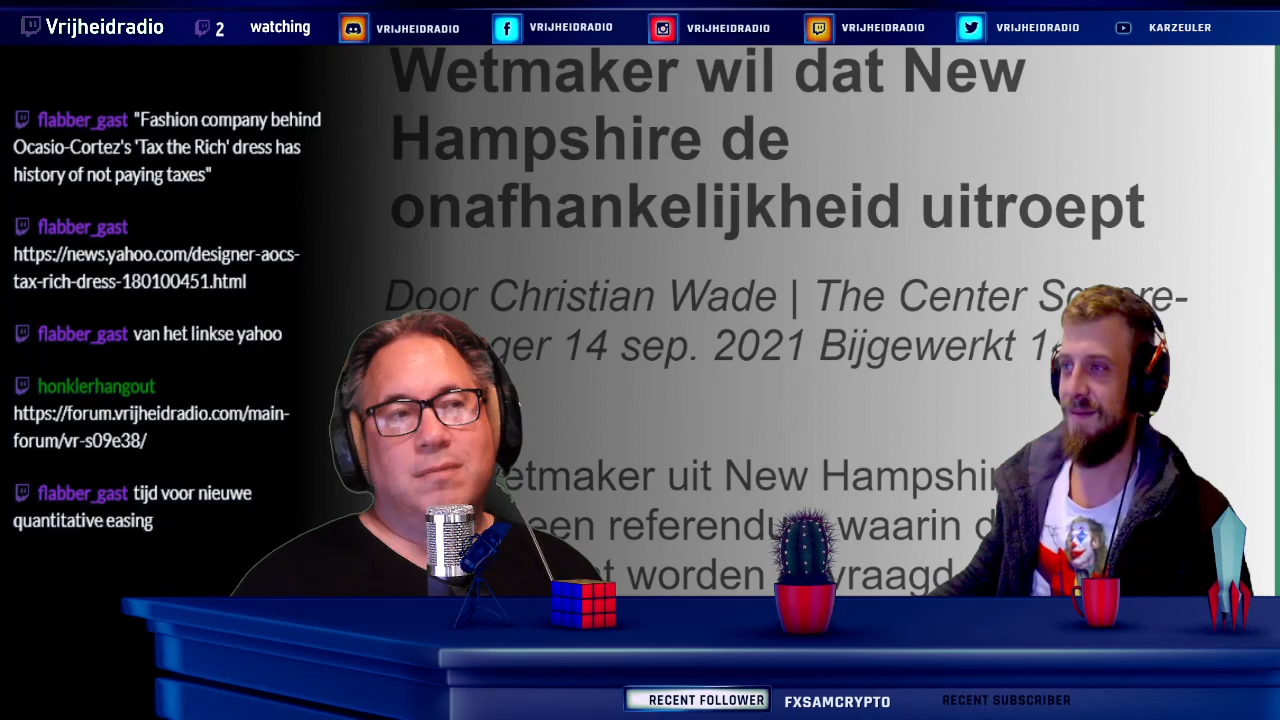 Vrijheidradio
2 watching
VRIJHEIDRADIO
VRIJHEIDRADIO
VRIJHEIDRADIO
VRIJHEIDRADIO
VRIJHEIDRADIO
KARZEULER
flabber_gast "Fashion company behind
Ocasio-Cortez's 'Tax the Rich' dress has
history of not paying taxes"
flabber_gast
https://news.yahoo.com/designer-aocs-
tax-rich-dress-180100451.html
flabber_gast van het linkse yahoo
honklerhangout
https://forum.vrijheidradio.com/main-
forum/vr-s09e38/
flabber_gast tijd voor nieuwe
quantitative easing
Wetmaker wil dat New
Hampshire de
onafhankelijkheid uitroept
Door Christian Wade | The Center
14 sep. 2021 Bijgewerkt
uit New
een waarin
worden
RECENT FOLLOWER FXSAMCRYPTO RECENT SUBSCRIBER